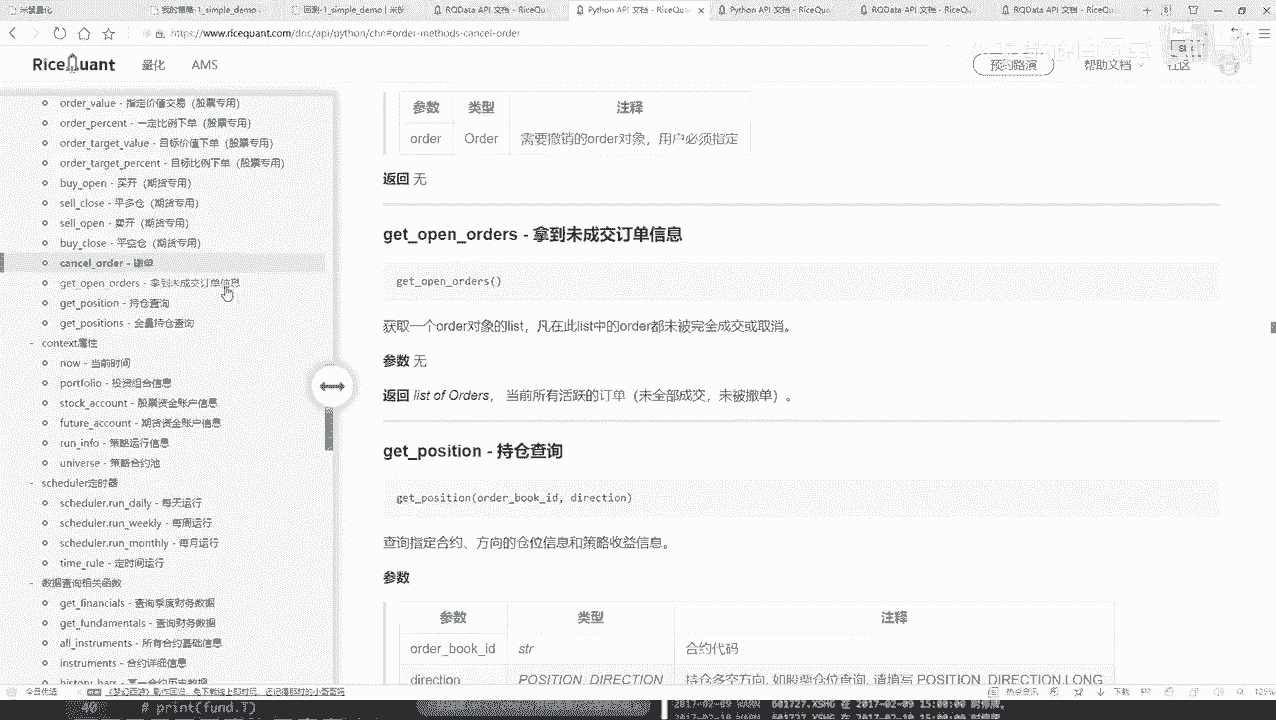 米筐量化
我的策略-1_simple_demo
回测-1_simple_demo | 米筐
RQData API 文档 - RiceQu
Python API 文档 - RiceQua
Python API 文档 - RiceQu
RQData API 文档 - RiceQu
RQData API 文档 - RiceQu
https://www.ricequant.com/doc/api/python/chn#order-methods-cancel-order
RiceQuant 量化 AMS 预约路演 帮助文档 社区
order_value - 指定价值交易（股票专用）
order_percent - 一定比例下单（股票专用）
order_target_value - 目标价值下单（股票专用）
order_target_percent - 目标比例下单（股票专用）
buy_open - 买开（期货专用）
sell_close - 平多仓（期货专用）
sell_open - 卖开（期货专用）
buy_close - 平空仓（期货专用）
cancel_order - 撤单
get_open_orders - 拿到未成交订单信息
get_position - 持仓查询
get_positions - 全量持仓查询
context属性
now - 当前时间
portfolio - 投资组合信息
stock_account - 股票资金账户信息
future_account - 期货资金账户信息
run_info - 策略运行信息
universe - 策略合约池
scheduler定时器
scheduler.run_daily - 每天运行
scheduler.run_weekly - 每周运行
scheduler.run_monthly - 每月运行
time_rule - 定时间运行
数据查询相关函数
get_financials - 查询季度财务数据
get_fundamentals - 查询财务数据
all_instruments - 所有合约基础信息
instruments - 合约详细信息
history_bars - 某一合约历史数据
参数 类型 注释
order Order 需要撤销的order对象，用户必须指定
返回 无
get_open_orders - 拿到未成交订单信息
get_open_orders()
获取一个order对象的list，凡在此list中的order都未被完全成交或取消。
参数 无
返回 list of Orders， 当前所有活跃的订单（未全部成交，未被撤单）。
get_position - 持仓查询
get_position(order_book_id, direction)
查询指定合约、方向的仓位信息和策略收益信息。
参数
参数 类型 注释
order_book_id str 合约代码
direction POSITION_DIRECTION 持仓多空方向, 如股票仓位查询, 请填写 POSITION_DIRECTION.LONG
今日优选
热点资讯
下载
125%
40 # print(fund.T)